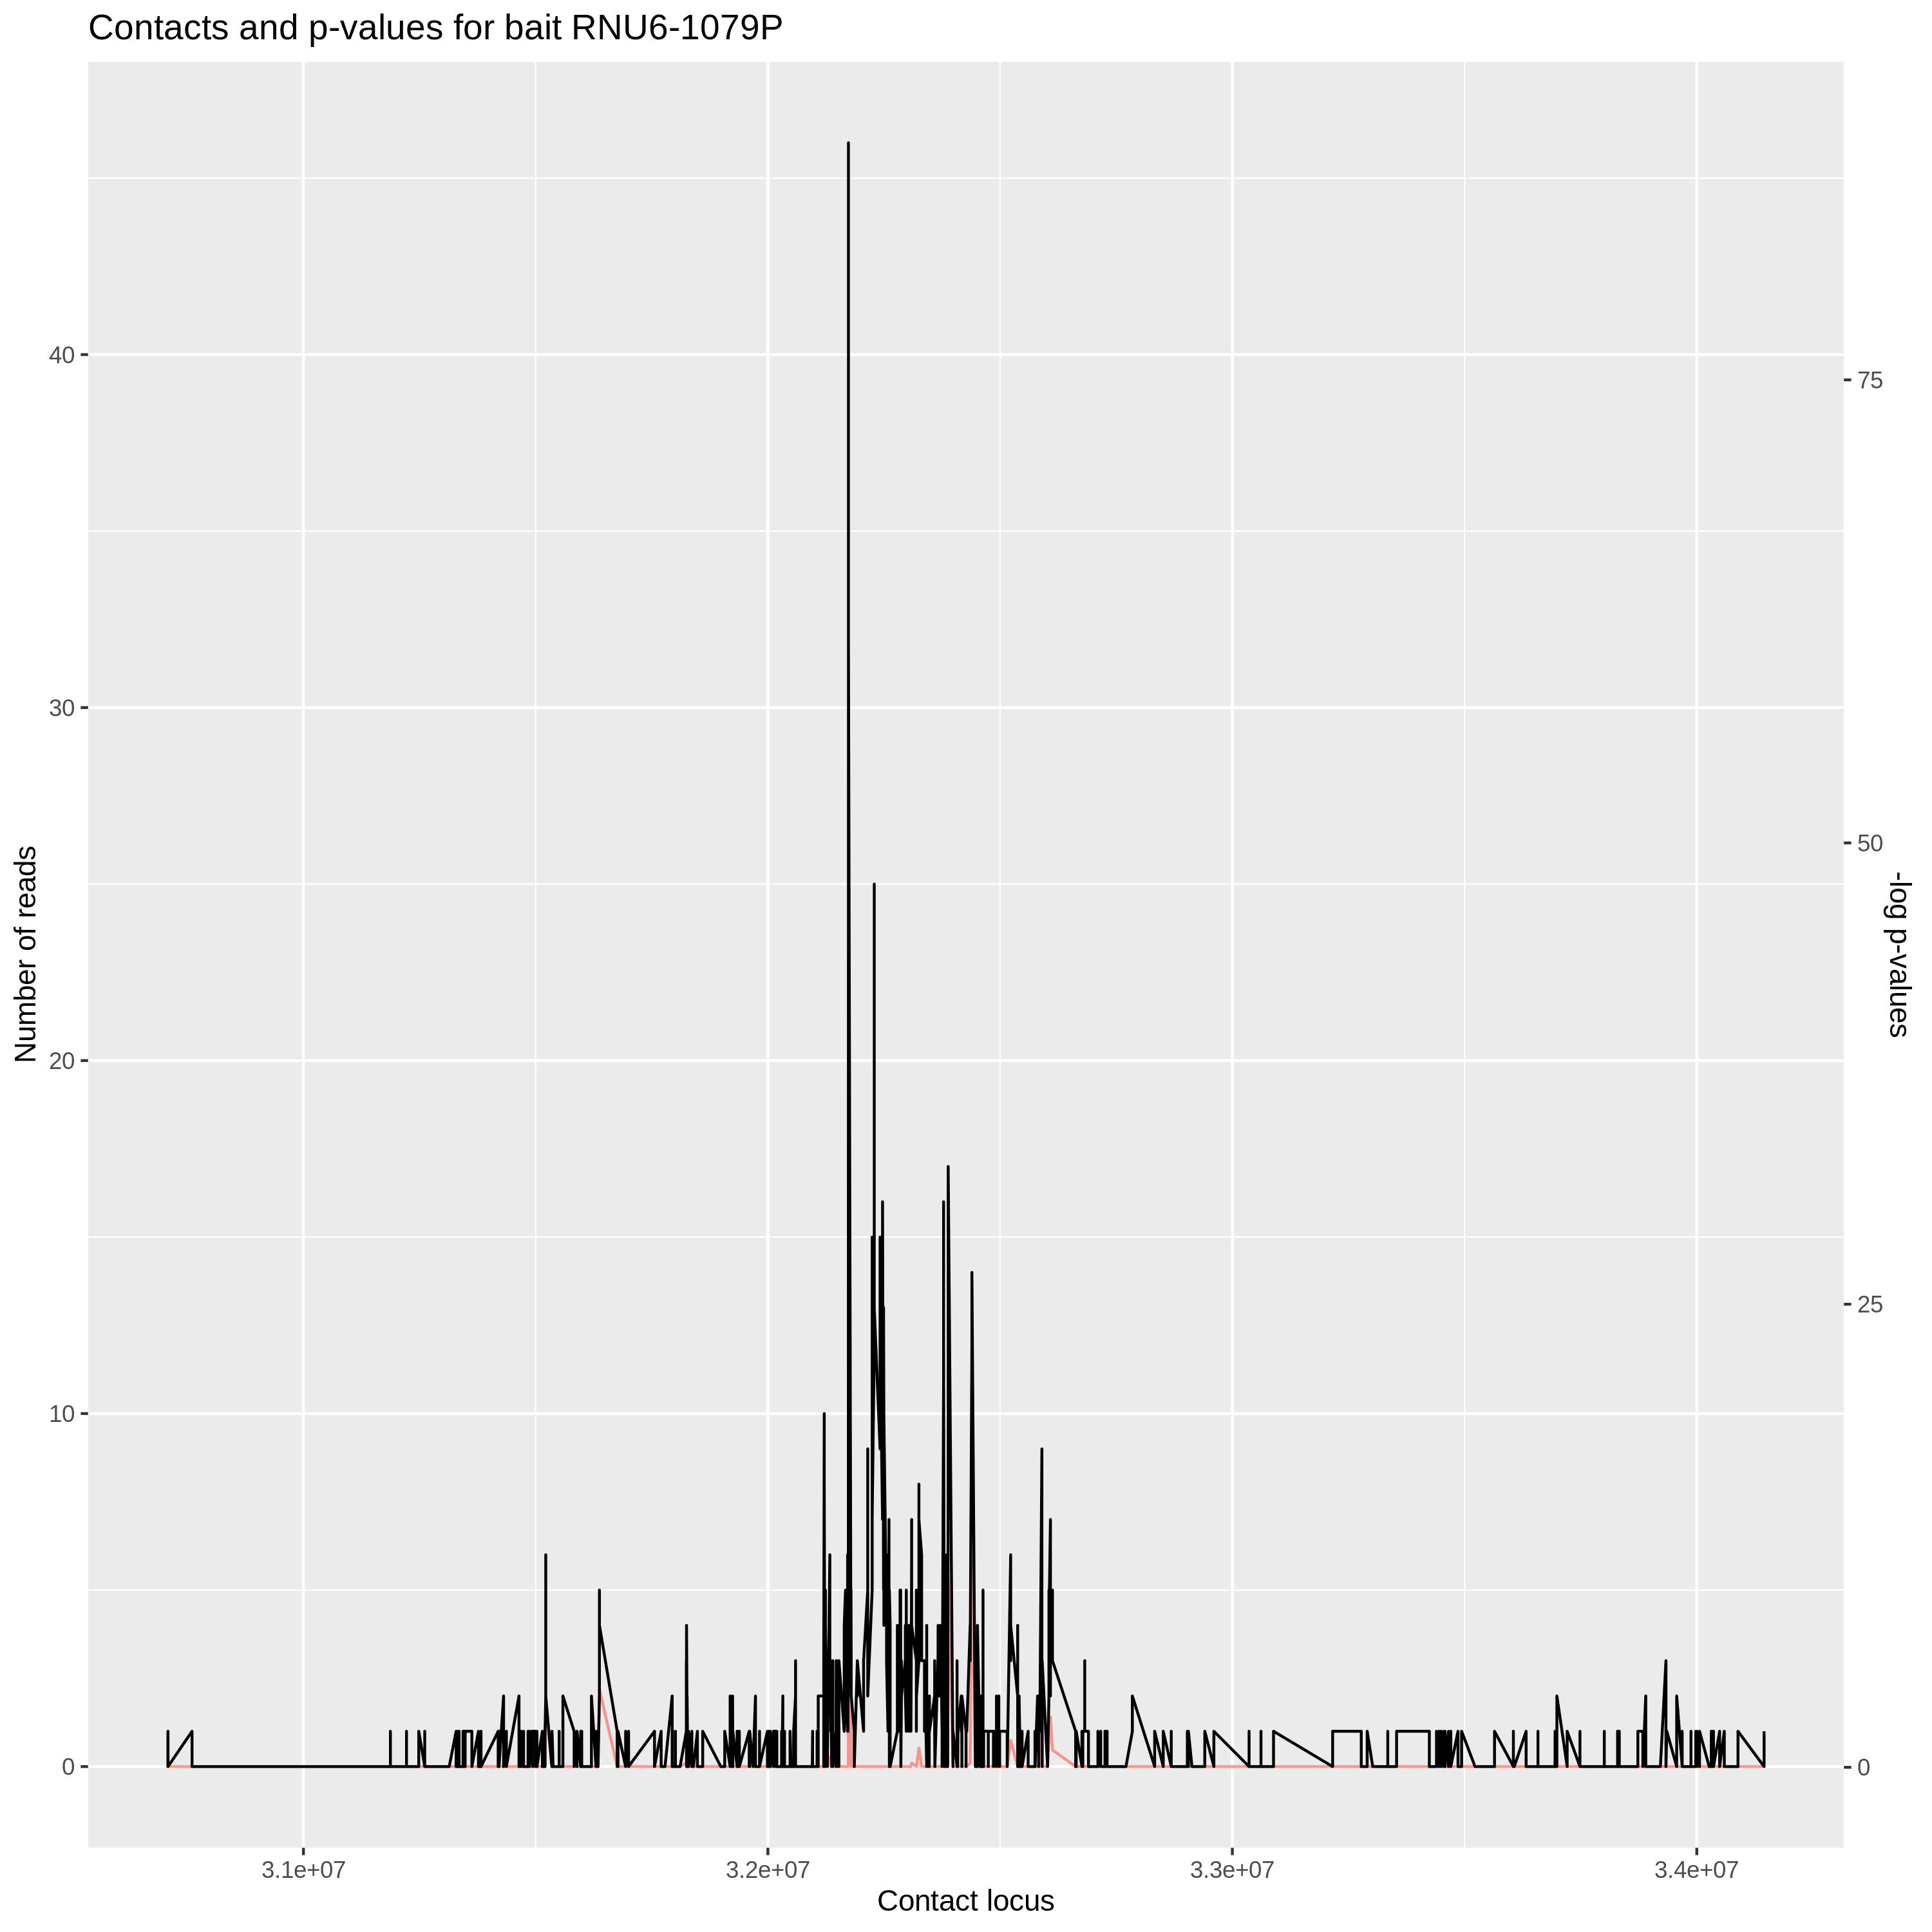 Contacts and p-values for bait RNU6-1079P
Number of reads
40
30
20
10
0
75
50
25
0
-log p-values
3.1e+07
3.2e+07
3.3e+07
3.4e+07
Contact locus